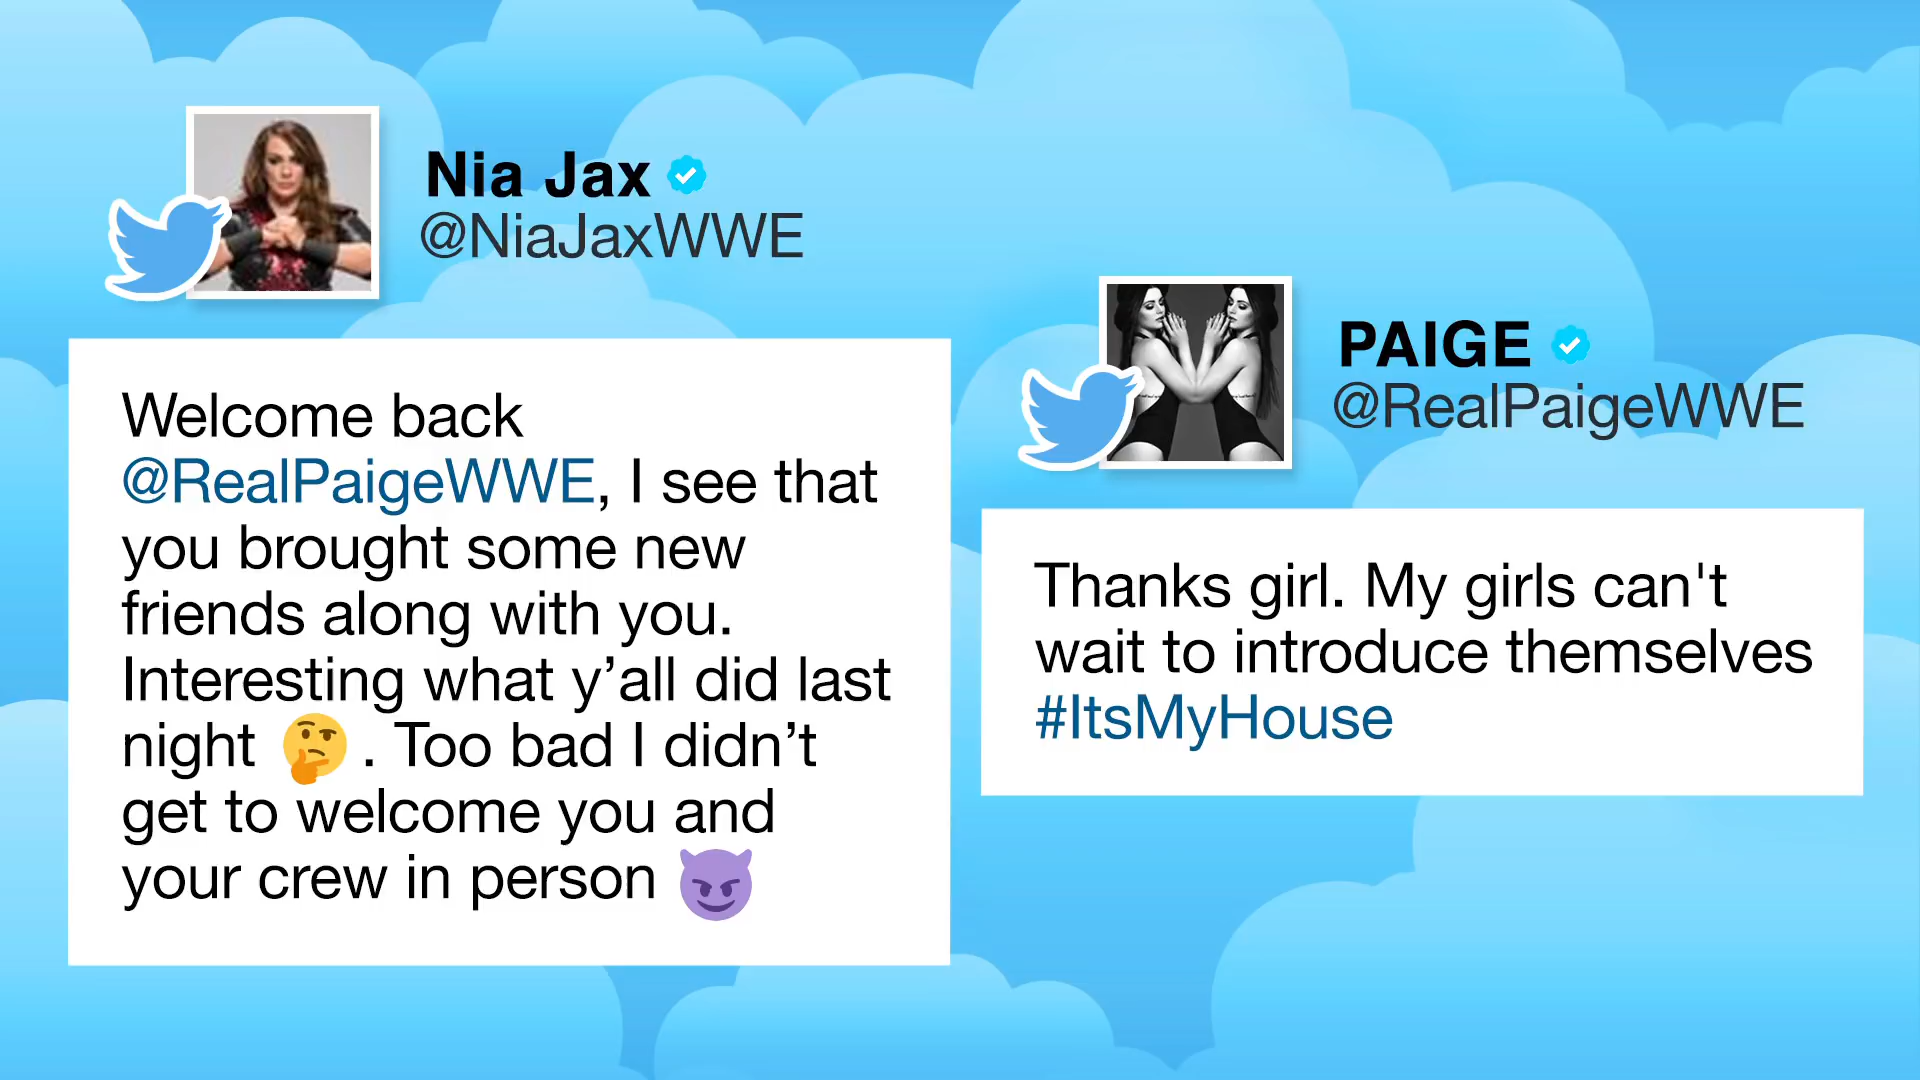 Nia Jax
@NiaJaxWWE
Welcome back
@RealPaigeWWE, I see that
you brought some new
friends along with you.
Interesting what y’all did last
night 🤔 . Too bad I didn’t
get to welcome you and
your crew in person 😈
PAIGE
@RealPaigeWWE
Thanks girl. My girls can't
wait to introduce themselves
#ItsMyHouse